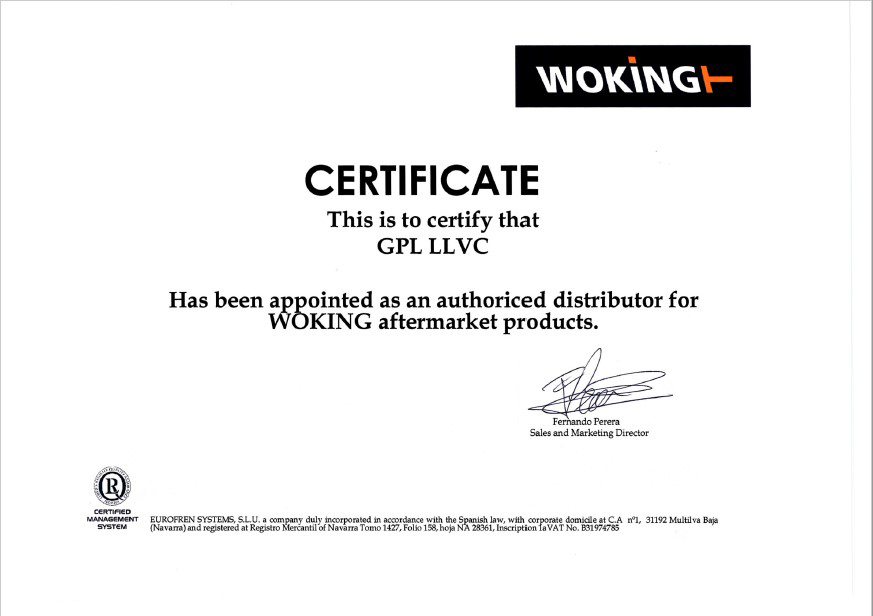 WOKING
CERTIFICATE
This is to certify that
GPL LLVC
Has been appointed as an authoriced distributor for
WOKING aftermarket products.
Fernando Perera
Sales and Marketing Director
R
CERTIFIED
MANAGEMENT
SYSTEM
EUROFREN SYSTEMS, S.L.U. a company duly incorporated in accordance with the Spanish law, with corporate domicile at C.A nº1, 31192 Multilva Baja
(Navarra) and registered at Registro Mercantil of Navarra Tomo 1427, Folio 158, hoja NA 28361, Inscription 1a VAT No. B31974785